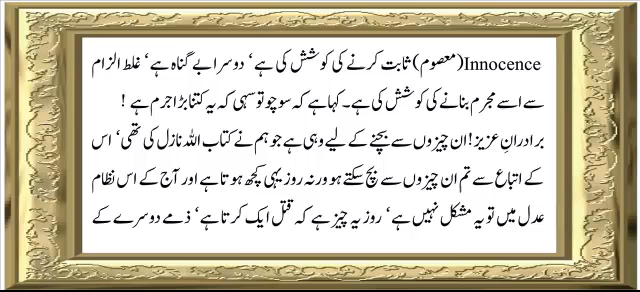 Innocence(معصوم) ثابت کرنے کی کوشش کی ہے‘ دوسرا بے گناہ ہے‘ غلط الزام
سے اسے مجرم بنانے کی کوشش کی ہے۔ کہا ہے کہ سوچو تو سہی کہ یہ کتنا بڑا جرم ہے !
برادرانِ عزیز! ان چیزوں سے بچنے کے لیے وہی ہے جو ہم نے کتاب اللہ نازل کی تھی‘ اس
کے اتباع سے تم ان چیزوں سے بچ سکتے ہو ورنہ روز یہی کچھ ہوتا ہے اور آج کے اس نظام
عدل میں تو یہ مشکل نہیں ہے‘ روز یہ چیز ہے کہ قتل ایک کرتا ہے‘ ذمے دوسرے کے